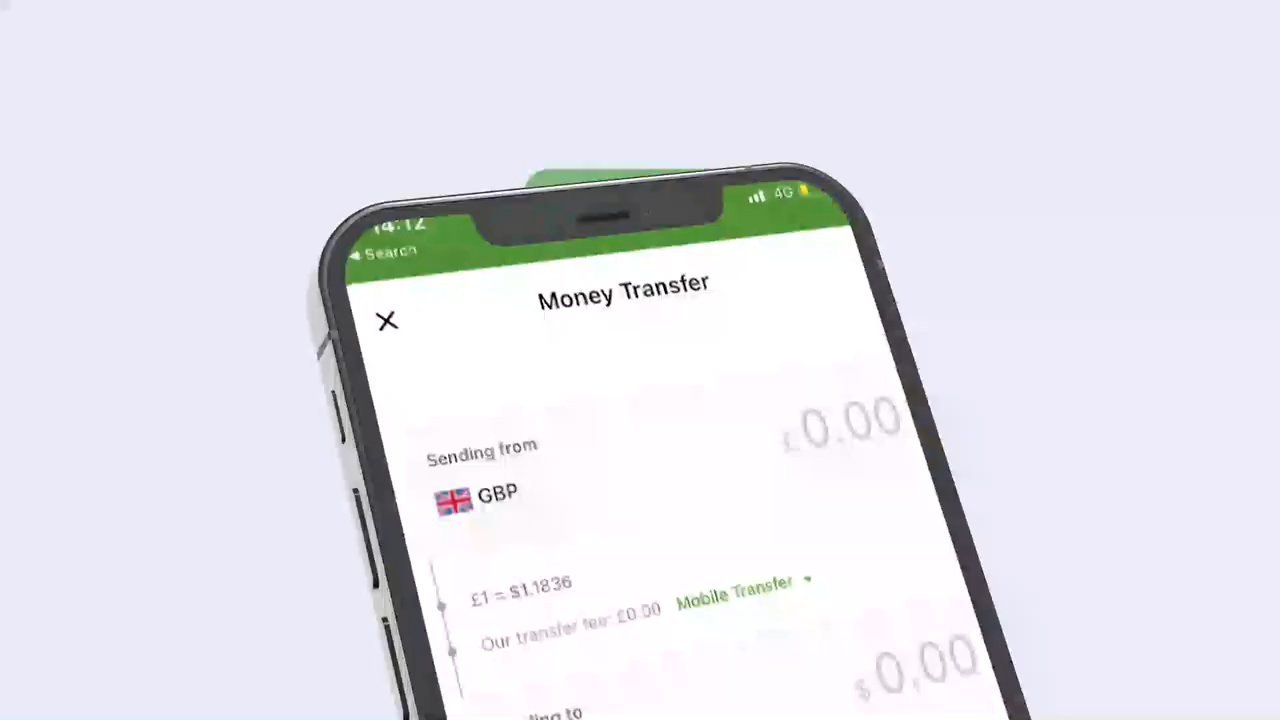 14:12
4G
◀ Search
Money Transfer
Sending from
£0.00
GBP
£1 = $1.1836
Our transfer fee: £0.00 Mobile Transfer
$0.00
to